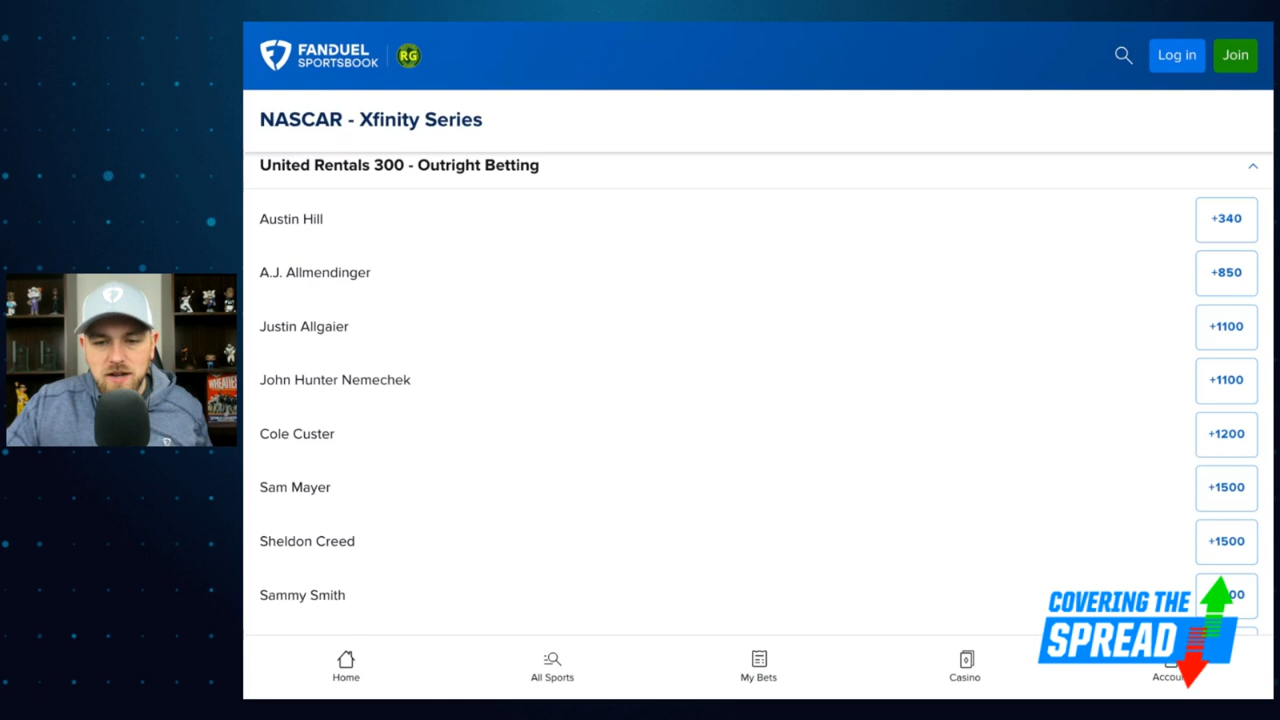 FANDUEL
SPORTSBOOK
RG
Log in
Join
NASCAR - Xfinity Series
United Rentals 300 - Outright Betting
Austin Hill
+340
A.J. Allmendinger
+850
Justin Allgaier
+1100
John Hunter Nemechek
+1100
Cole Custer
+1200
Sam Mayer
+1500
Sheldon Creed
+1500
Sammy Smith
COVERING THE
SPREAD
Home
All Sports
My Bets
Casino
WHEATIES